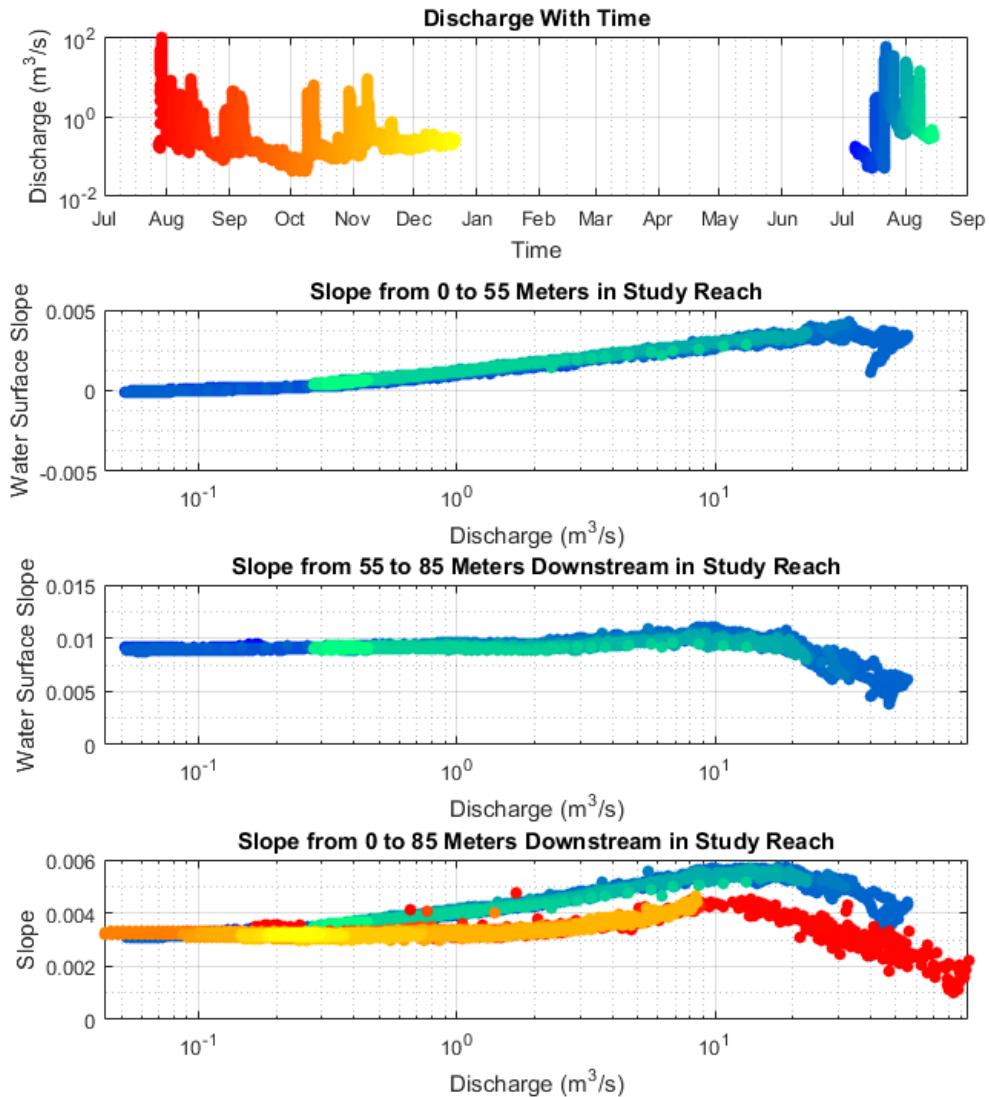 Discharge With Time
Discharge (m³/s)
10²
10⁰
10⁻²
Jul Aug Sep Oct Nov Dec Jan Feb Mar Apr May Jun Jul Aug Sep
Time
Slope from 0 to 55 Meters in Study Reach
Water Surface Slope
0.005
0
-0.005
10⁻¹ 10⁰ 10¹
Discharge (m³/s)
Slope from 55 to 85 Meters Downstream in Study Reach
Water Surface Slope
0.015
0.01
0.005
0
10⁻¹ 10⁰ 10¹
Discharge (m³/s)
Slope from 0 to 85 Meters Downstream in Study Reach
Slope
0.006
0.004
0.002
0
10⁻¹ 10⁰ 10¹
Discharge (m³/s)